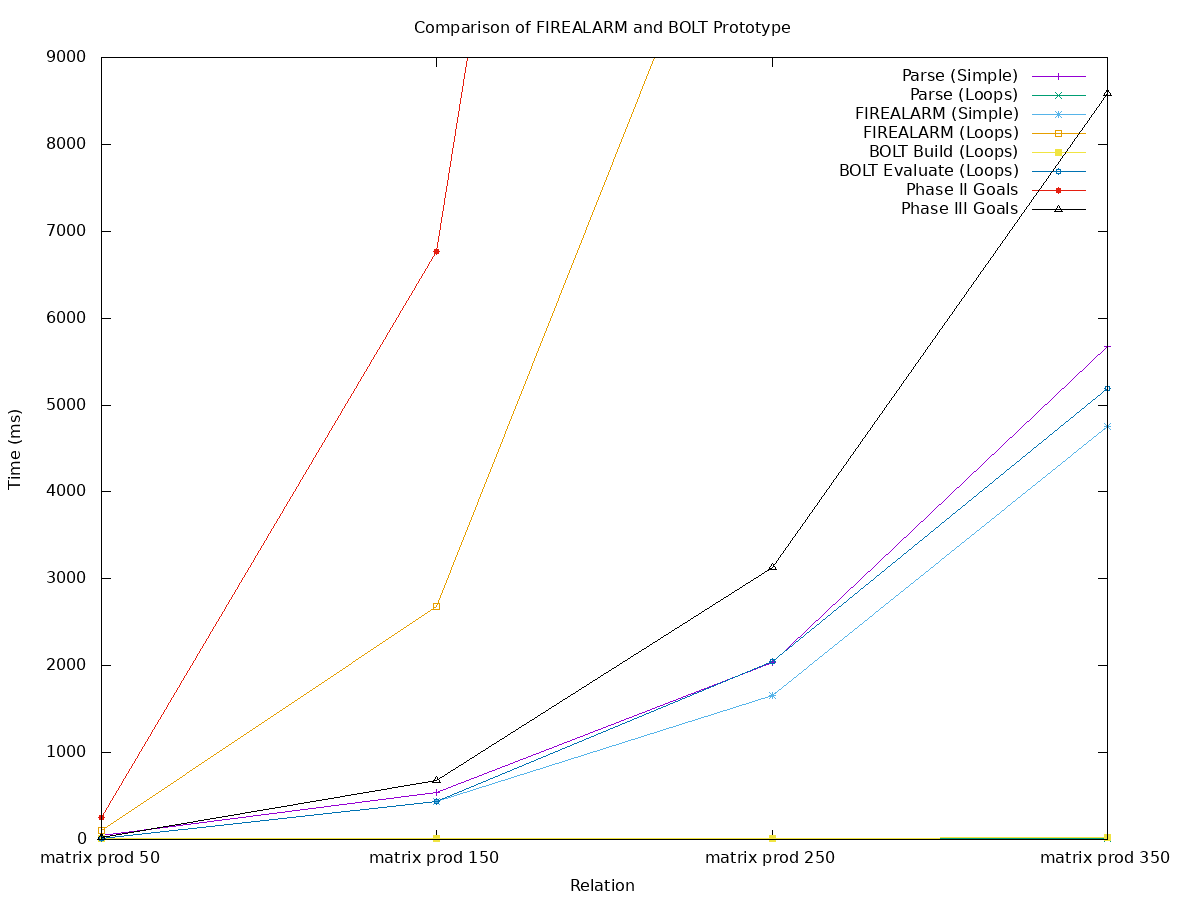 Comparison of FIREALARM and BOLT Prototype
9000
8000
7000
6000
5000
4000
3000
2000
1000
0
Time (ms)
Parse (Simple)
Parse (Loops)
FIREALARM (Simple)
FIREALARM (Loops)
BOLT Build (Loops)
BOLT Evaluate (Loops)
Phase II Goals
Phase III Goals
matrix prod 50
matrix prod 150
matrix prod 250
matrix prod 350
Relation